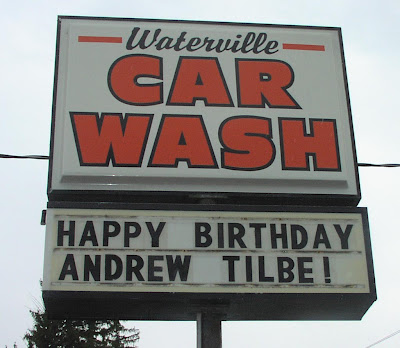 Waterville
CAR
WASH
HAPPY BIRTHDAY
ANDREW TILBE!